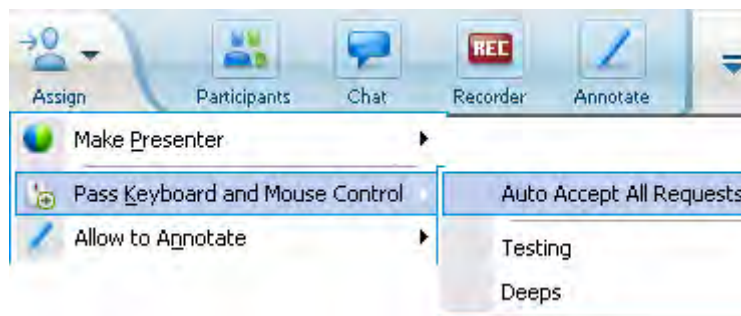 Assign Participants Chat REC Recorder Annotate
Make Presenter
Pass Keyboard and Mouse Control Auto Accept All Requests
Allow to Annotate
Testing
Deeps